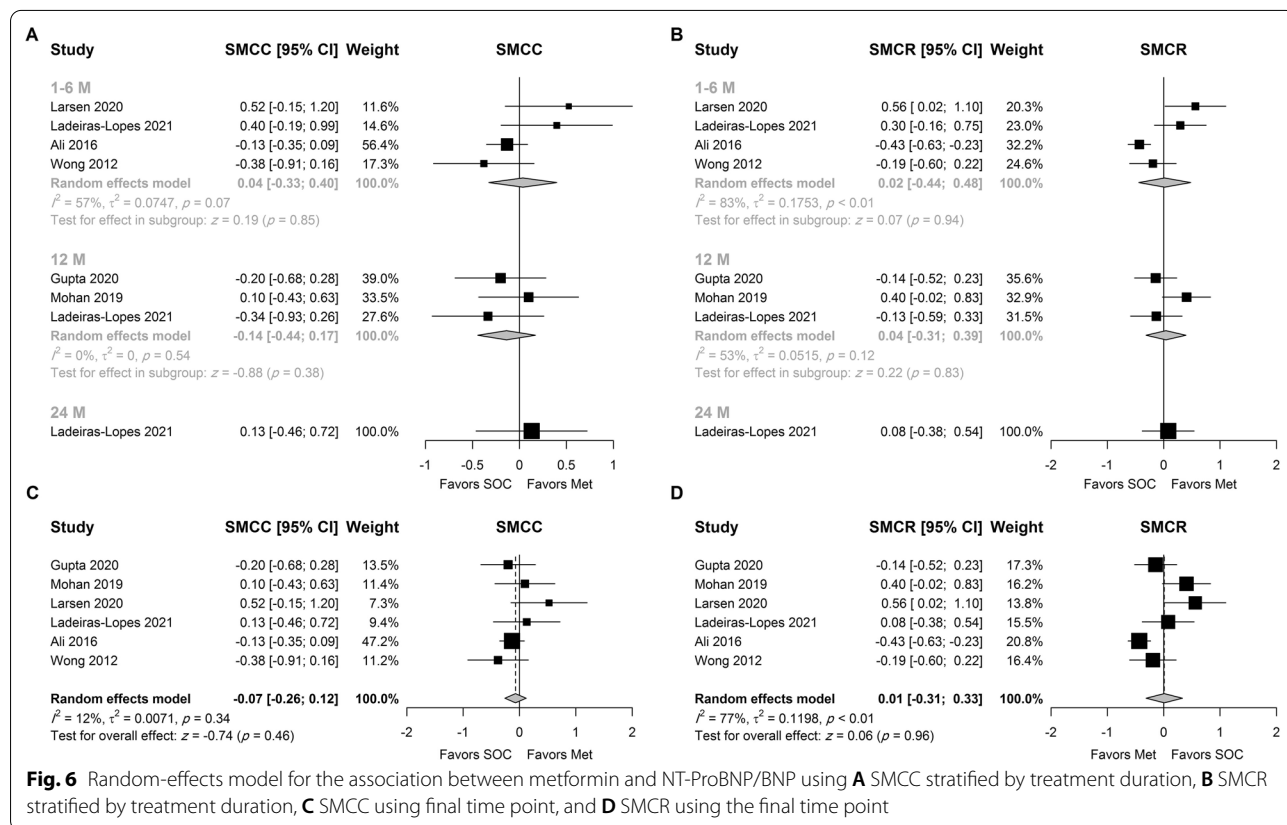 A
Study SMCC [95% CI] Weight SMCC
1-6 M
Larsen 2020 0.52 [-0.15; 1.20] 11.6%
Ladeiras-Lopes 2021 0.40 [-0.19; 0.99] 14.6%
Ali 2016 -0.13 [-0.35; 0.09] 56.4%
Wong 2012 -0.38 [-0.91; 0.16] 17.3%
Random effects model 0.04 [-0.33; 0.40] 100.0%
I² = 57%, τ² = 0.0747, p = 0.07
Test for effect in subgroup: z = 0.19 (p = 0.85)
12 M
Gupta 2020 -0.20 [-0.68; 0.28] 39.0%
Mohan 2019 0.10 [-0.43; 0.63] 33.5%
Ladeiras-Lopes 2021 -0.34 [-0.93; 0.26] 27.6%
Random effects model -0.14 [-0.44; 0.17] 100.0%
I² = 0%, τ² = 0, p = 0.54
Test for effect in subgroup: z = -0.88 (p = 0.38)
24 M
Ladeiras-Lopes 2021 0.13 [-0.46; 0.72] 100.0%
-1 -0.5 0 0.5 1
Favors SOC Favors Met
B
Study SMCR [95% CI] Weight SMCR
1-6 M
Larsen 2020 0.56 [ 0.02; 1.10] 20.3%
Ladeiras-Lopes 2021 0.30 [-0.16; 0.75] 23.0%
Ali 2016 -0.43 [-0.63; -0.23] 32.2%
Wong 2012 -0.19 [-0.60; 0.22] 24.6%
Random effects model 0.02 [-0.44; 0.48] 100.0%
I² = 83%, τ² = 0.1753, p < 0.01
Test for effect in subgroup: z = 0.07 (p = 0.94)
12 M
Gupta 2020 -0.14 [-0.52; 0.23] 35.6%
Mohan 2019 0.40 [-0.02; 0.83] 32.9%
Ladeiras-Lopes 2021 -0.13 [-0.59; 0.33] 31.5%
Random effects model 0.04 [-0.31; 0.39] 100.0%
I² = 53%, τ² = 0.0515, p = 0.12
Test for effect in subgroup: z = 0.22 (p = 0.83)
24 M
Ladeiras-Lopes 2021 0.08 [-0.38; 0.54] 100.0%
-2 -1 0 1 2
Favors SOC Favors Met
C
Study SMCC [95% CI] Weight SMCC
Gupta 2020 -0.20 [-0.68; 0.28] 13.5%
Mohan 2019 0.10 [-0.43; 0.63] 11.4%
Larsen 2020 0.52 [-0.15; 1.20] 7.3%
Ladeiras-Lopes 2021 0.13 [-0.46; 0.72] 9.4%
Ali 2016 -0.13 [-0.35; 0.09] 47.2%
Wong 2012 -0.38 [-0.91; 0.16] 11.2%
Random effects model -0.07 [-0.26; 0.12] 100.0%
I² = 12%, τ² = 0.0071, p = 0.34
Test for overall effect: z = -0.74 (p = 0.46)
-2 -1 0 1 2
Favors SOC Favors Met
D
Study SMCR [95% CI] Weight SMCR
Gupta 2020 -0.14 [-0.52; 0.23] 17.3%
Mohan 2019 0.40 [-0.02; 0.83] 16.2%
Larsen 2020 0.56 [ 0.02; 1.10] 13.8%
Ladeiras-Lopes 2021 0.08 [-0.38; 0.54] 15.5%
Ali 2016 -0.43 [-0.63; -0.23] 20.8%
Wong 2012 -0.19 [-0.60; 0.22] 16.4%
Random effects model 0.01 [-0.31; 0.33] 100.0%
I² = 77%, τ² = 0.1198, p < 0.01
Test for overall effect: z = 0.06 (p = 0.96)
-2 -1 0 1 2
Favors Met Favors SOC
Fig. 6 Random-effects model for the association between metformin and NT-ProBNP/BNP using A SMCC stratified by treatment duration, B SMCR
stratified by treatment duration, C SMCC using final time point, and D SMCR using the final time point